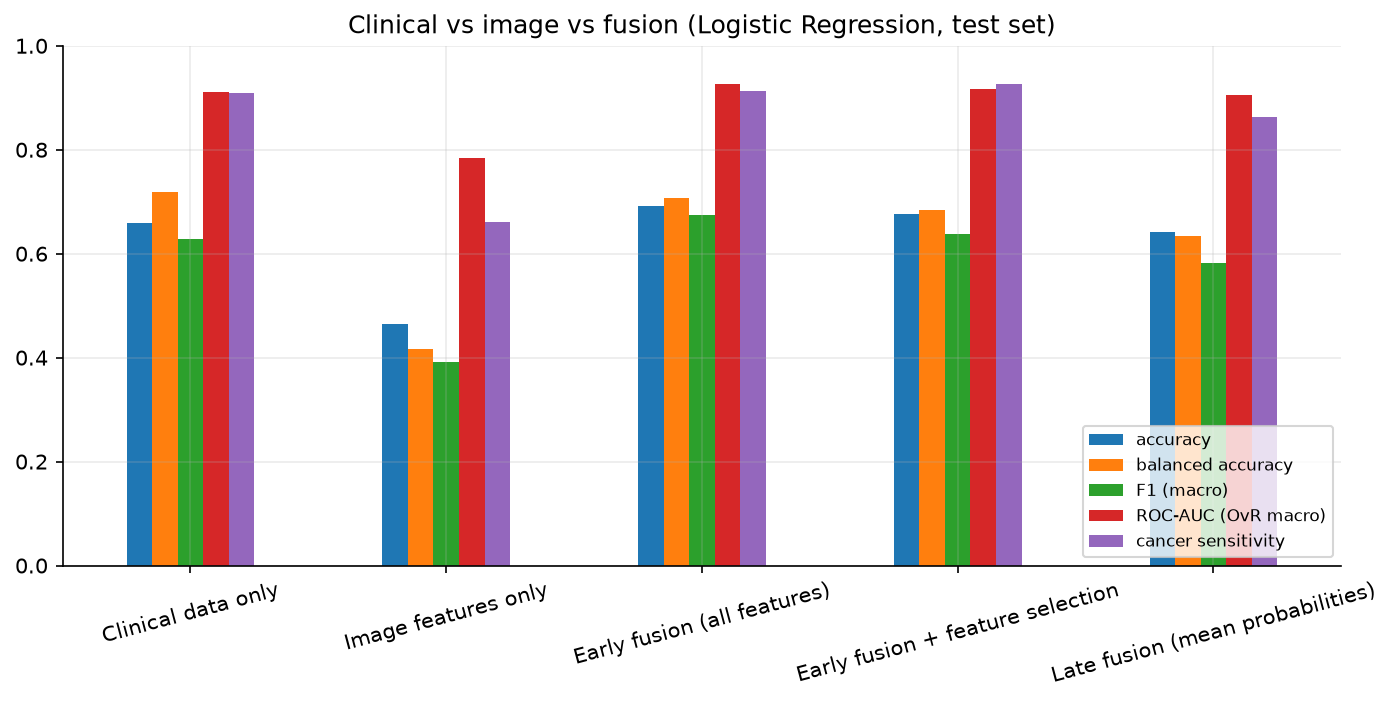 Clinical vs image vs fusion (Logistic Regression, test set)
1.0
0.8
0.6
0.4
0.2
0.0
accuracy
balanced accuracy
F1 (macro)
ROC-AUC (OvR macro)
cancer sensitivity
Clinical data only
Image features only
Early fusion (all features)
Early fusion + feature selection
Late fusion (mean probabilities)